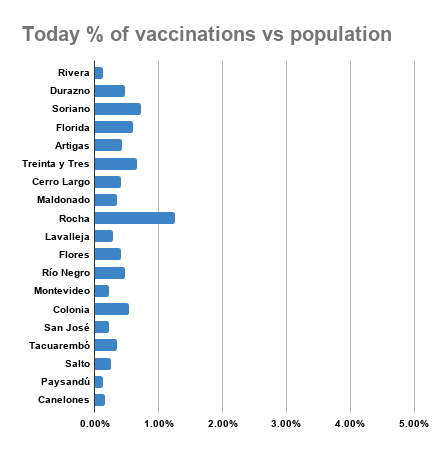 Today % of vaccinations vs population
Rivera
Durazno
Soriano
Florida
Artigas
Treinta y Tres
Cerro Largo
Maldonado
Rocha
Lavalleja
Flores
Río Negro
Montevideo
Colonia
San José
Tacuarembó
Salto
Paysandú
Canelones
0.00% 1.00% 2.00% 3.00% 4.00% 5.00%